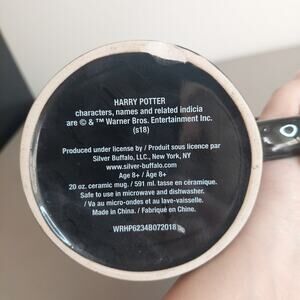 HARRY POTTER
characters, names and related indicia
are © & ™ Warner Bros. Entertainment Inc.
(s18)
Produced under license by / Produit sous licence par
Silver Buffalo, LLC., New York, NY
www.silver-buffalo.com
Age 8+ / Age 8+
20 oz. ceramic mug. / 591 ml. tasse en céramique.
Safe to use in microwave and dishwasher.
/ Va au micro-ondes et au lave-vaisselle.
Made in China. / Fabriqué en Chine.
WRHP6234B072018